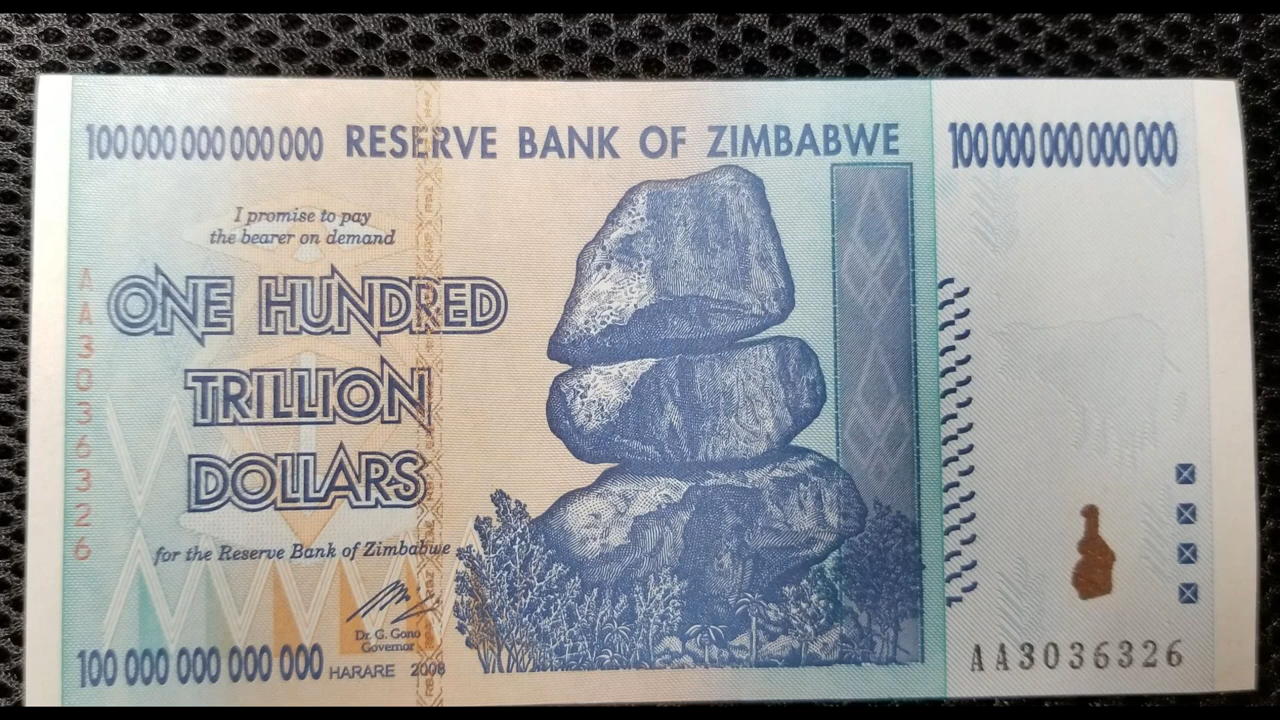 100 000 000 000 000 RESERVE BANK OF ZIMBABWE 100 000 000 000 000
I promise to pay
the bearer on demand
ONE HUNDRED
TRILLION
DOLLARS
for the Reserve Bank of Zimbabwe
Dr. G. Gono
Governor
100 000 000 000 000 HARARE 2008
AA3036326
AA3036326